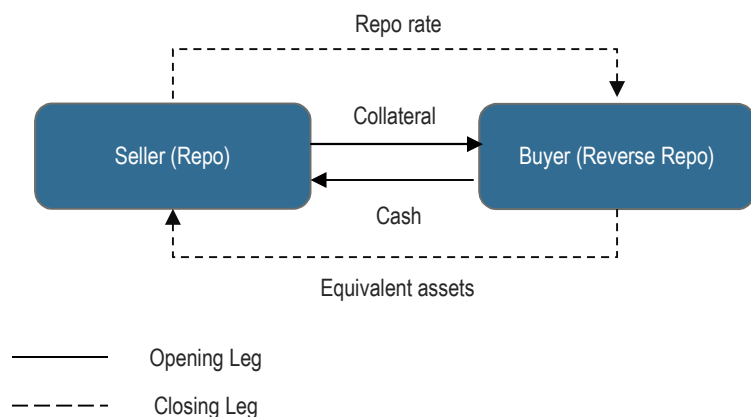 Repo rate
Seller (Repo)
Collateral
Buyer (Reverse Repo)
Cash
Equivalent assets
Opening Leg
Closing Leg